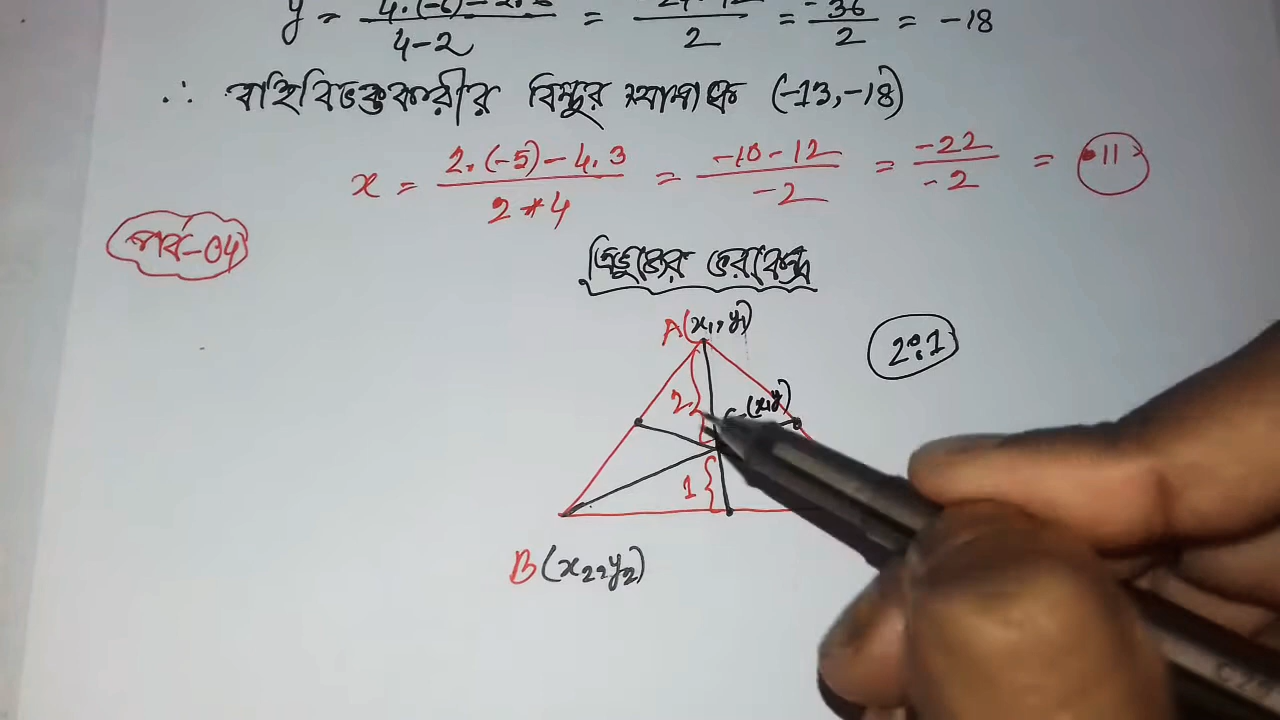 y = 4.(-6)-2.6 / 4-2 = -24-12 / 2 = -36 / 2 = -18
∴ বহির্বিভক্তকারীর বিন্দুর স্থানাঙ্ক (-13,-18)
x = 2.(-5)-4.3 / 2-4 = -10-12 / -2 = -22 / -2 = 11
পার্ব-04
ত্রিভুজের ভরকেন্দ্র
A(x₁,y₁)
2:1
2
G(x,y)
1
B(x₂,y₂)